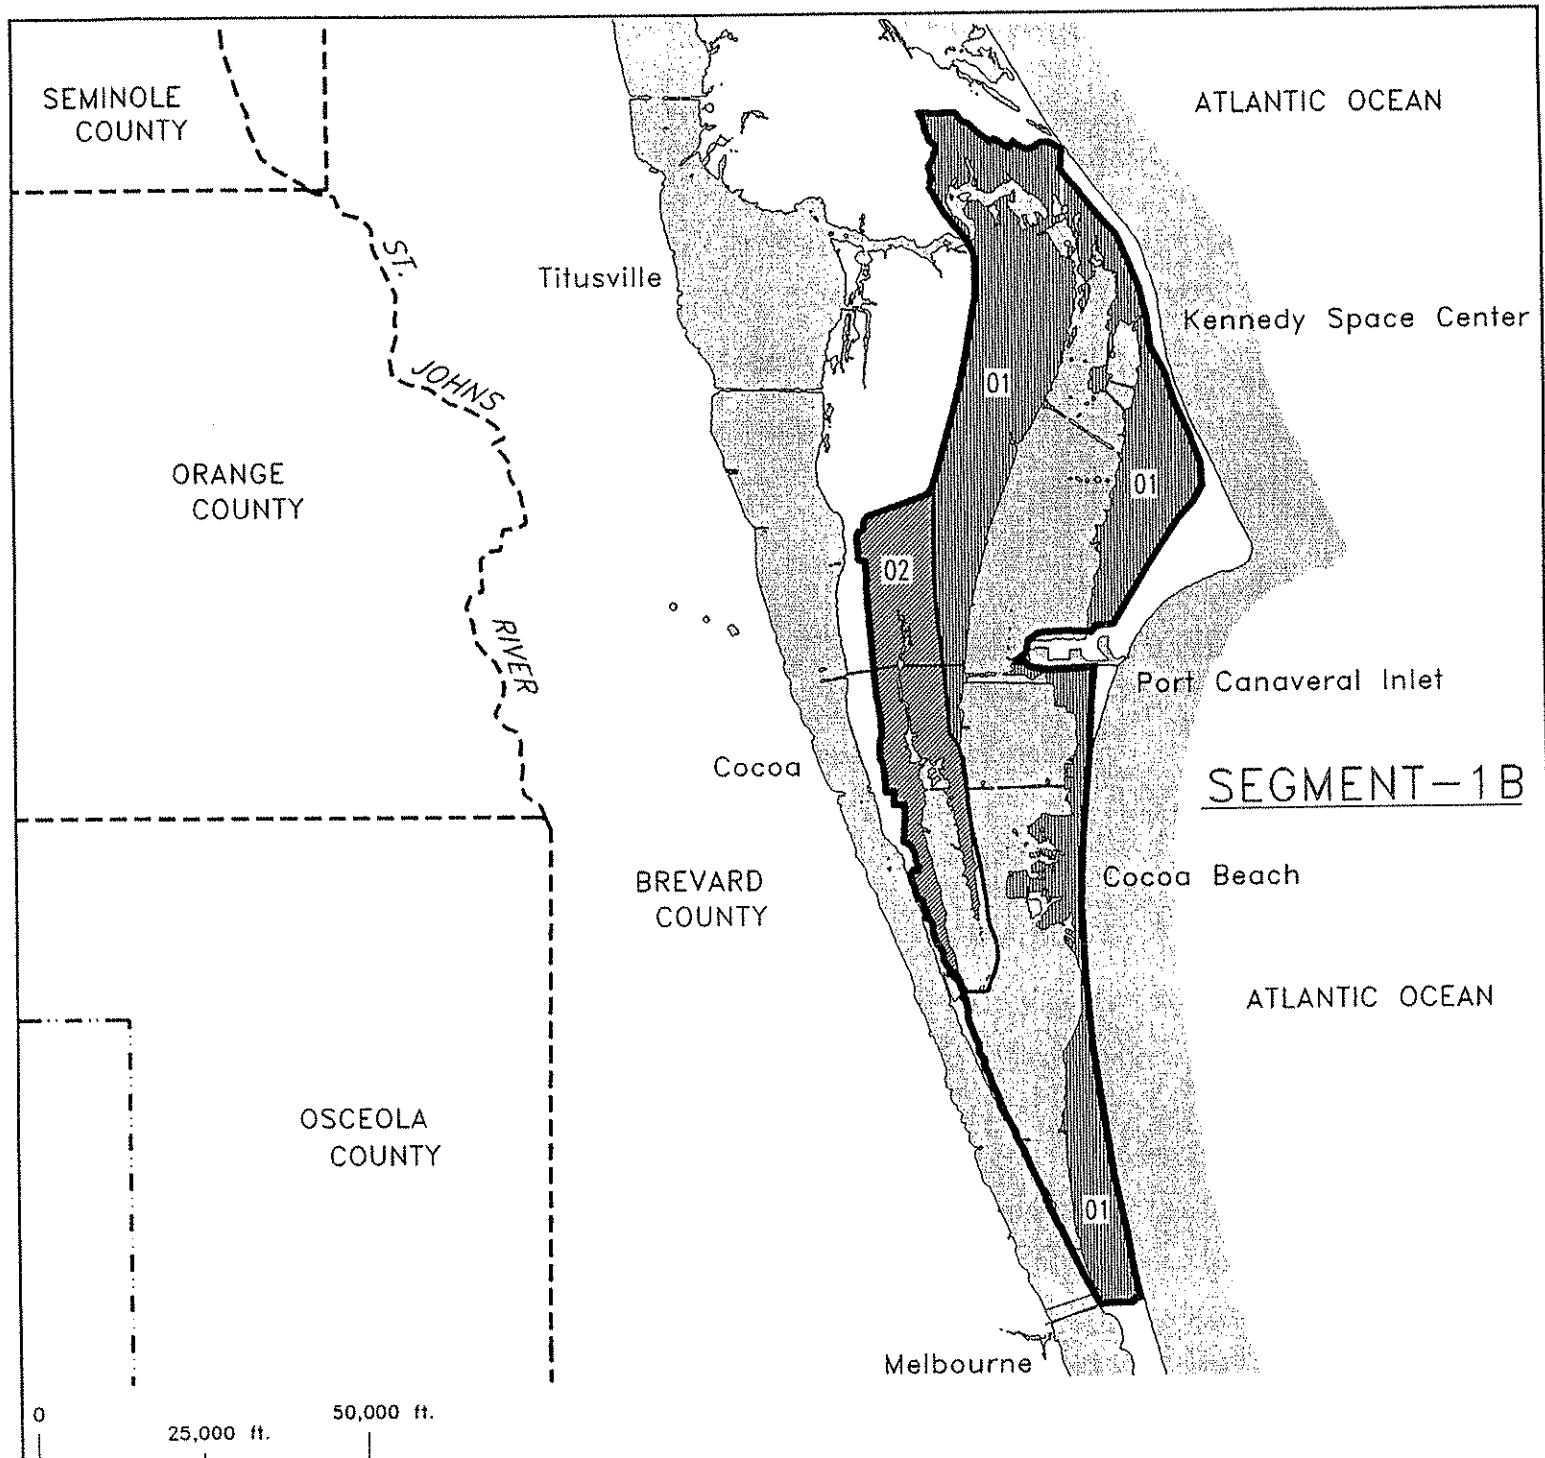 SEMINOLE
COUNTY
ATLANTIC OCEAN
ST.
Titusville
Kennedy Space Center
JOHNS
01
ORANGE
COUNTY
01
02
RIVER
Port Canaveral Inlet
Cocoa
SEGMENT-1B
BREVARD
COUNTY
Cocoa Beach
ATLANTIC OCEAN
OSCEOLA
COUNTY
01
Melbourne
0
50,000 ft.
25,000 ft.